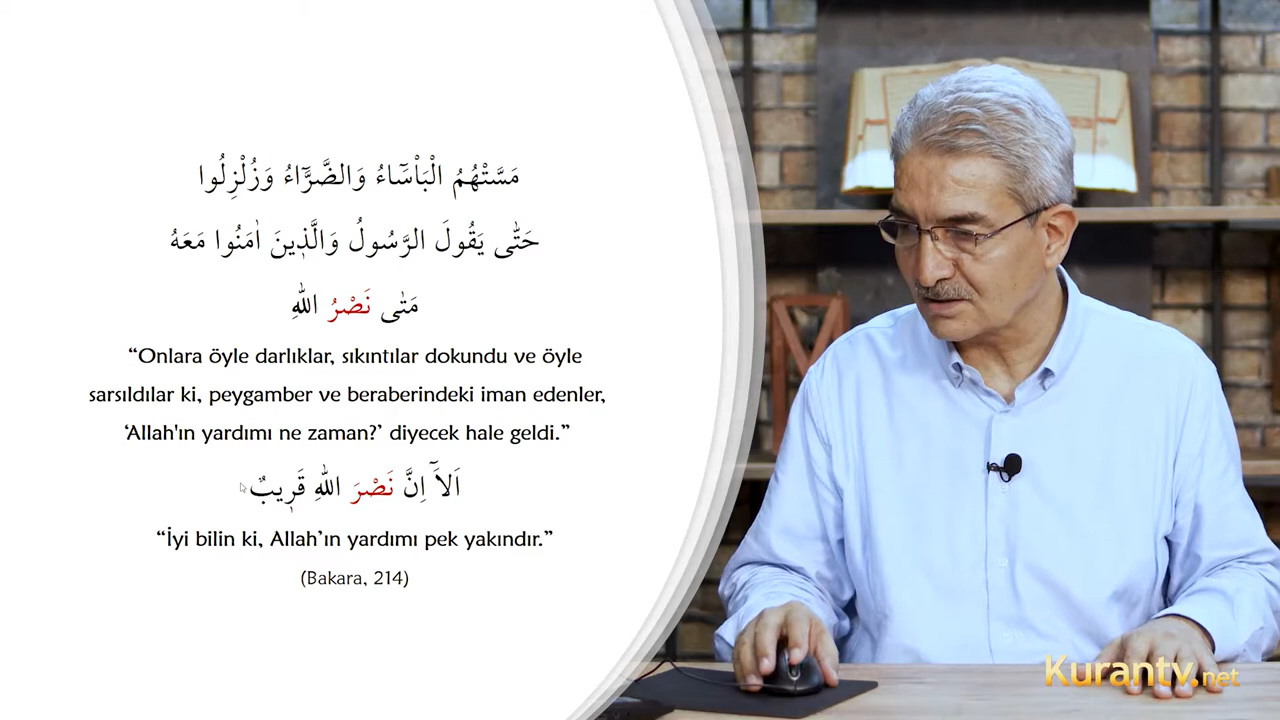 مَسَّتْهُمُ الْبَاْسَٓاءُ وَالضَّرَّٓاءُ وَزُلْزِلُوا
حَتّٰى يَقُولَ الرَّسُولُ وَالَّذ۪ينَ اٰمَنُوا مَعَهُ
مَتٰى نَصْرُ اللّٰهِ
“Onlara öyle darlıklar, sıkıntılar dokundu ve öyle
sarsıldılar ki, peygamber ve beraberindeki iman edenler,
‘Allah'ın yardımı ne zaman?’ diyecek hale geldi.”
اَلَٓا اِنَّ نَصْرَ اللّٰهِ قَر۪يبٌ
“İyi bilin ki, Allah’ın yardımı pek yakındır.”
(Bakara, 214)
Kurantv.net